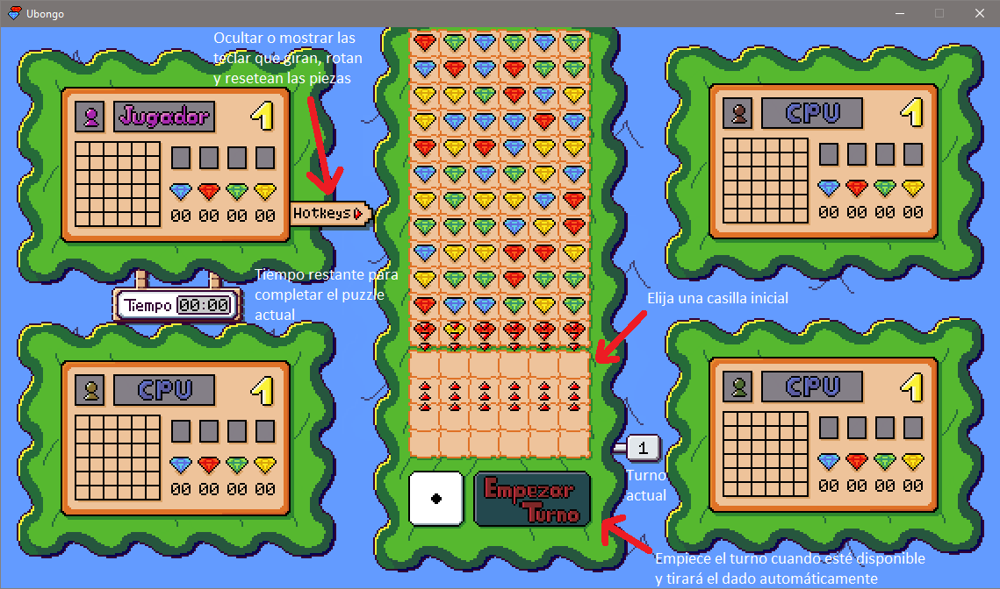 Ubongo
Ocultar o mostrar las
teclar que giran, rotan
y resetean las piezas
Jugador
1
00 00 00 00
Hotkeys
CPU
1
00 00 00 00
Tiempo restante para
completar el puzzle
actual
Tiempo 00:00
Elija una casilla inicial
CPU
1
00 00 00 00
CPU
1
00 00 00 00
1
Turno
actual
Empezar
Turno
Empiece el turno cuando esté disponible
y tirará el dado automáticamente